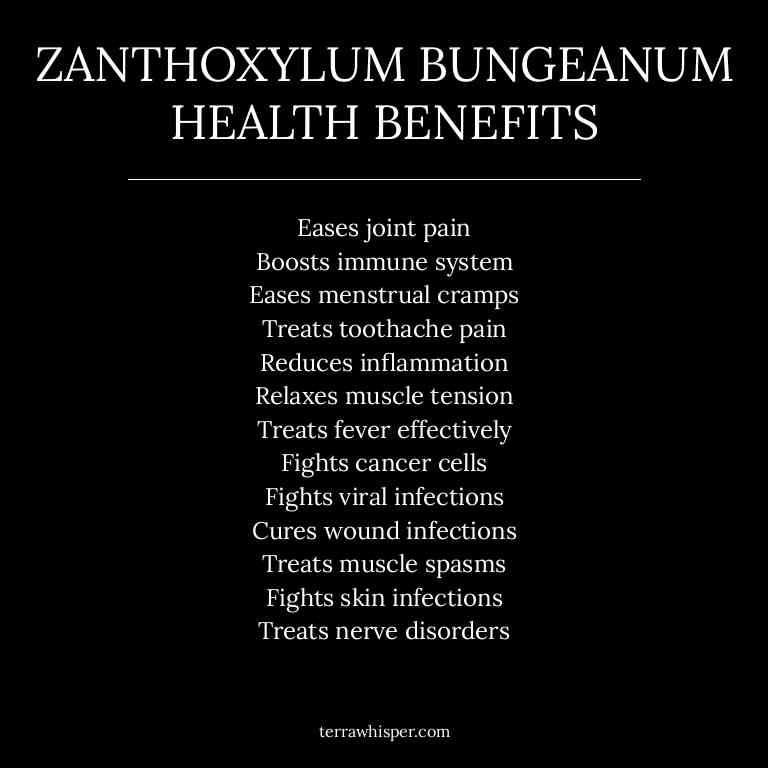 ZANTHOXYLUM BUNGEANUM
HEALTH BENEFITS
Eases joint pain
Boosts immune system
Eases menstrual cramps
Treats toothache pain
Reduces inflammation
Relaxes muscle tension
Treats fever effectively
Fights cancer cells
Fights viral infections
Cures wound infections
Treats muscle spasms
Fights skin infections
Treats nerve disorders
terrawhisper.com